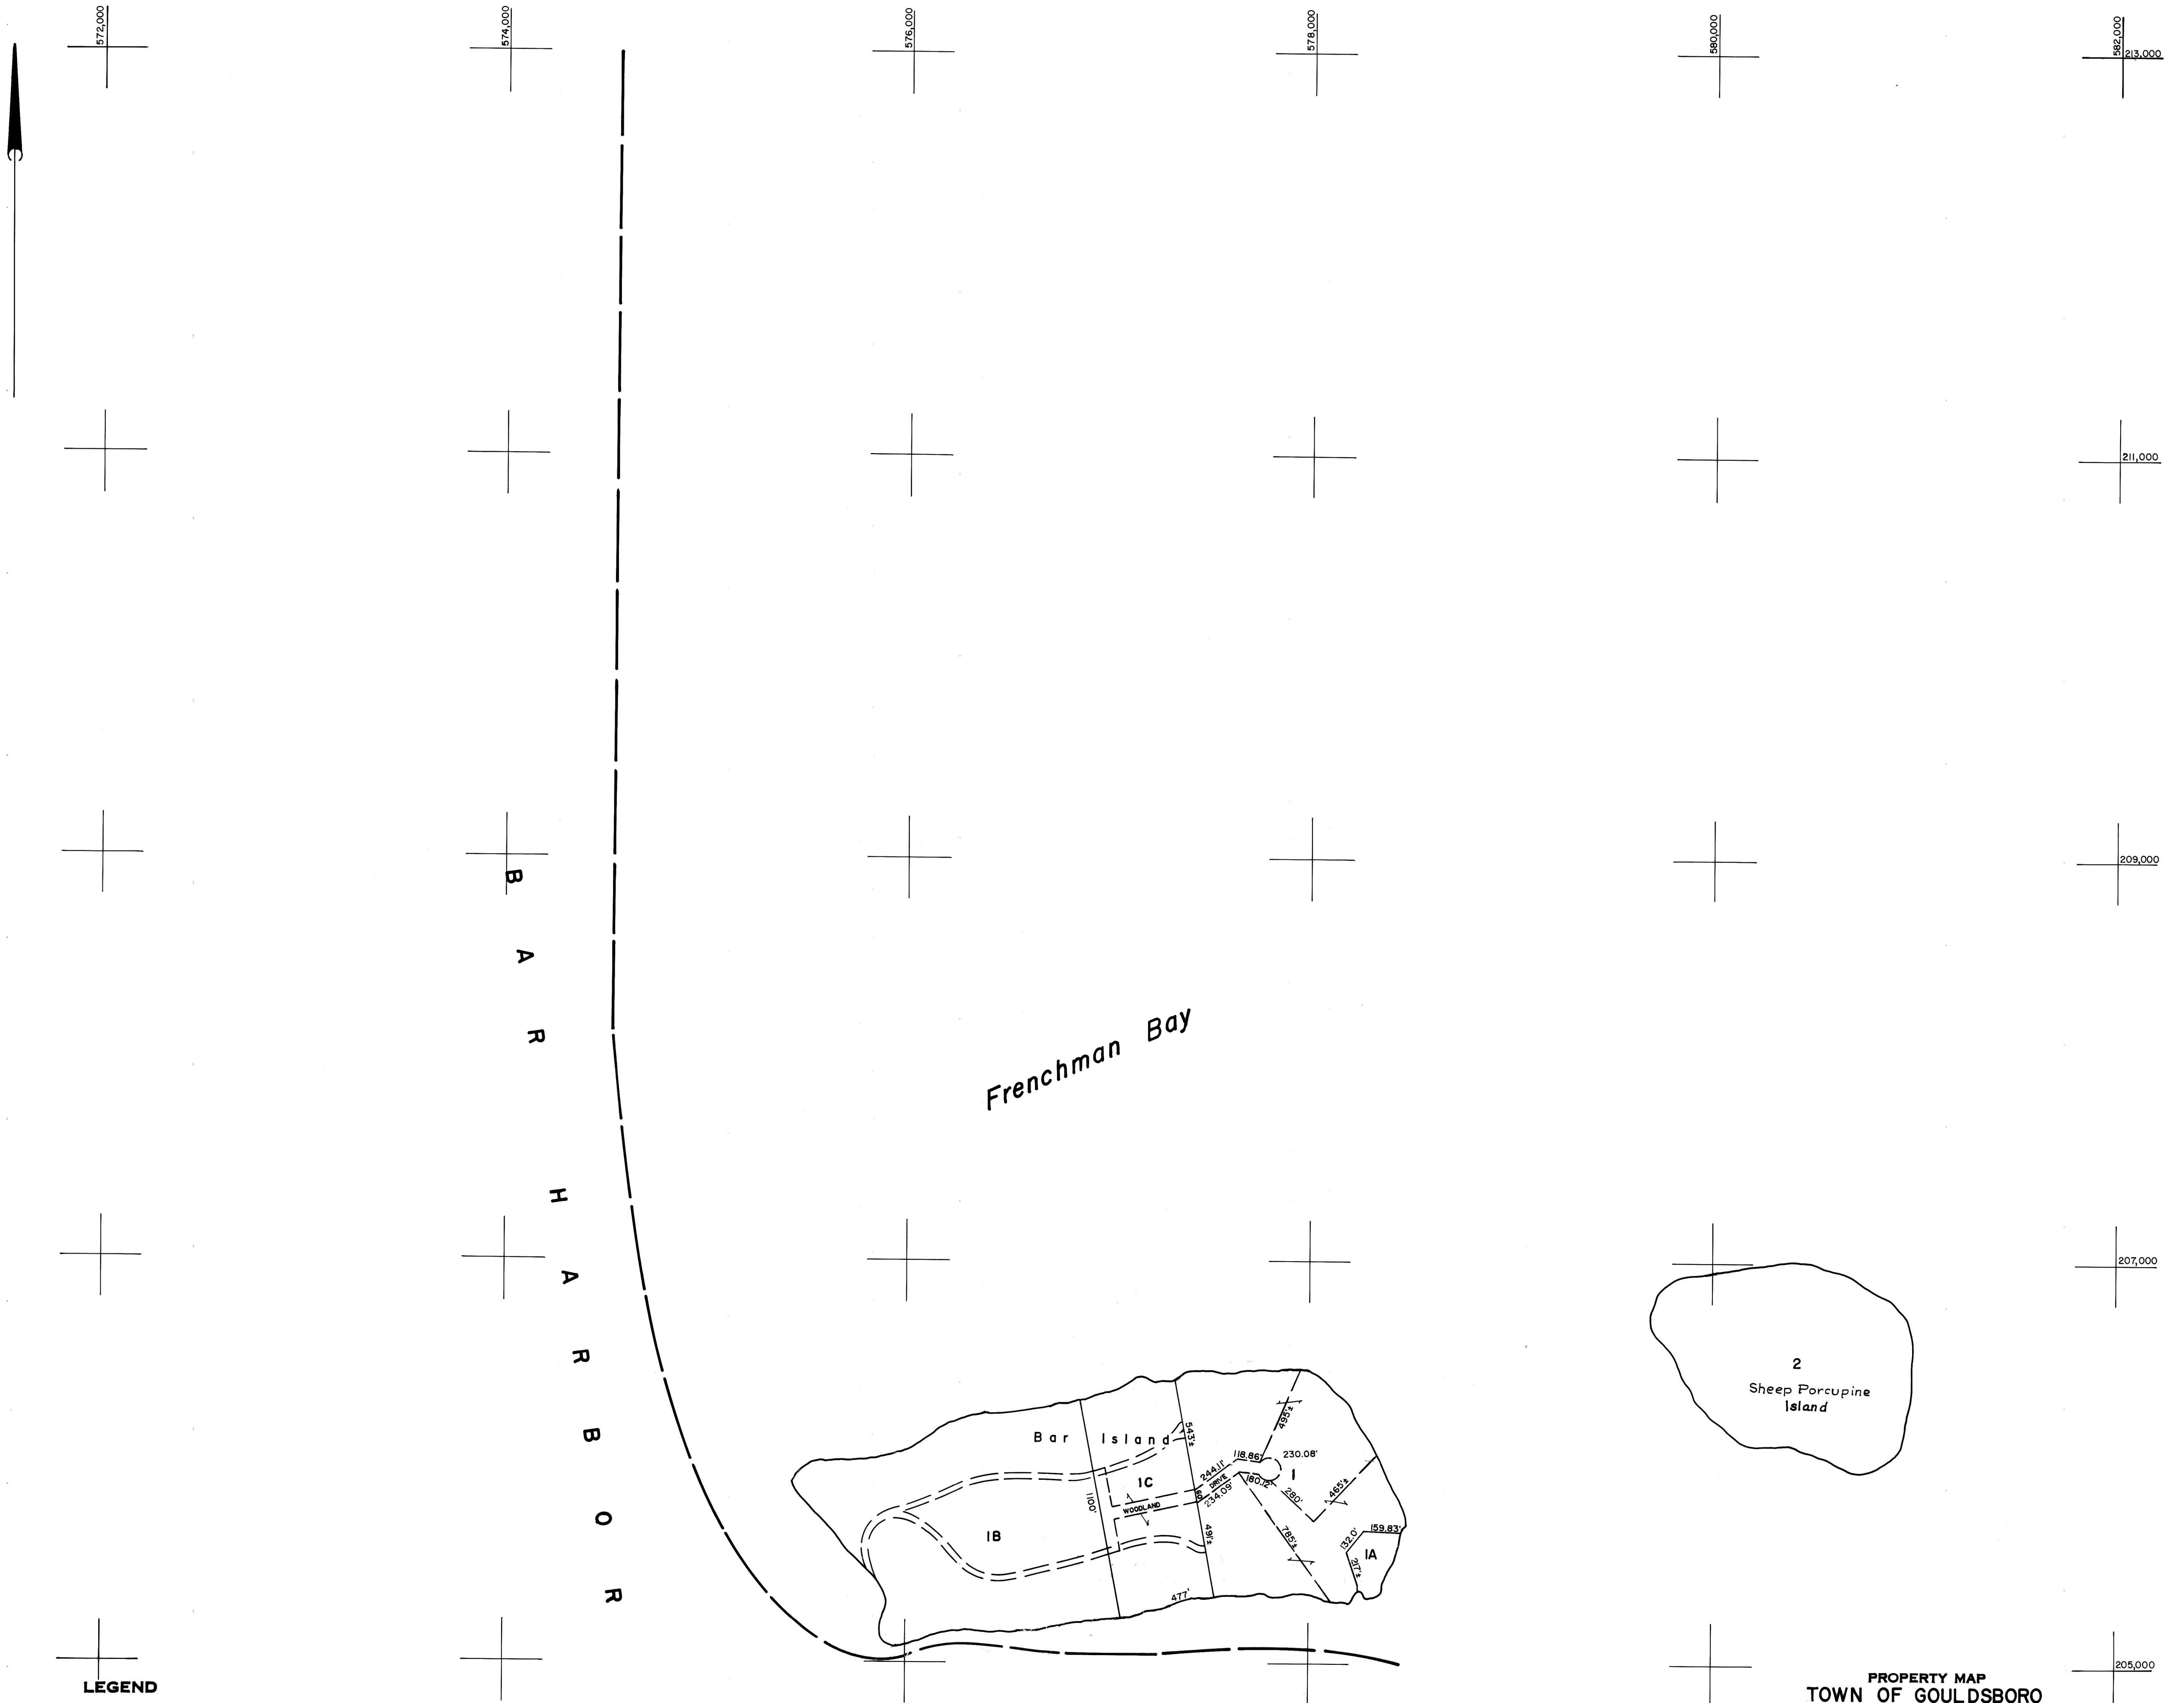 572,000
574,000
576,000
578,000
580,000
582,000
213,000
211,000
209,000
BAR HARBOR
Frenchman Bay
207,000
2
Sheep Porcupine
Island
Bar Island
543'±
495'±
118.86'
230.08'
1
244.11'
DRIVE
234.09'
60'
180.12'
280'
465'±
1C
WOODLAND
1100'
1B
491'±
785'±
159.83'
132.0'
1A
217'±
477'
205,000
LEGEND
PROPERTY MAP
TOWN OF GOULDSBORO